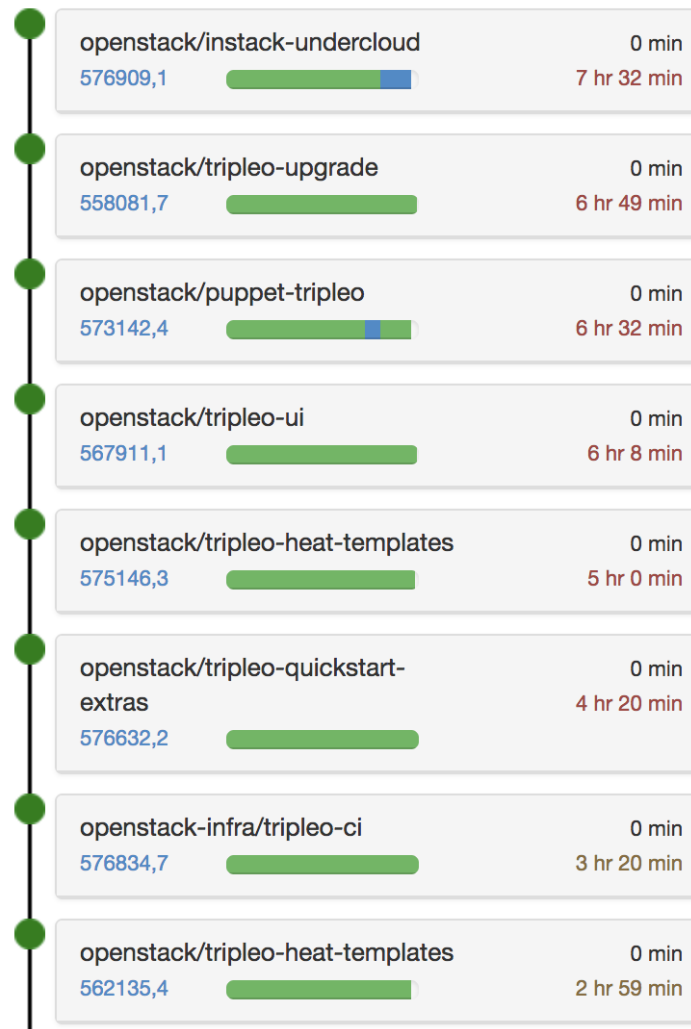 openstack/instack-undercloud 0 min
576909,1 7 hr 32 min
openstack/tripleo-upgrade 0 min
558081,7 6 hr 49 min
openstack/puppet-tripleo 0 min
573142,4 6 hr 32 min
openstack/tripleo-ui 0 min
567911,1 6 hr 8 min
openstack/tripleo-heat-templates 0 min
575146,3 5 hr 0 min
openstack/tripleo-quickstart- 0 min
extras 4 hr 20 min
576632,2
openstack-infra/tripleo-ci 0 min
576834,7 3 hr 20 min
openstack/tripleo-heat-templates 0 min
562135,4 2 hr 59 min